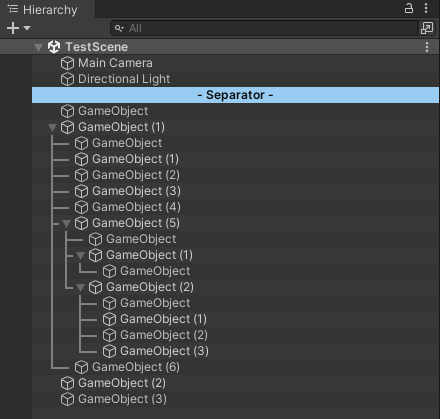 Hierarchy
All
TestScene
Main Camera
Directional Light
- Separator -
GameObject
GameObject (1)
GameObject
GameObject (1)
GameObject (2)
GameObject (3)
GameObject (4)
GameObject (5)
GameObject
GameObject (1)
GameObject
GameObject (2)
GameObject
GameObject (1)
GameObject (2)
GameObject (3)
GameObject (6)
GameObject (2)
GameObject (3)